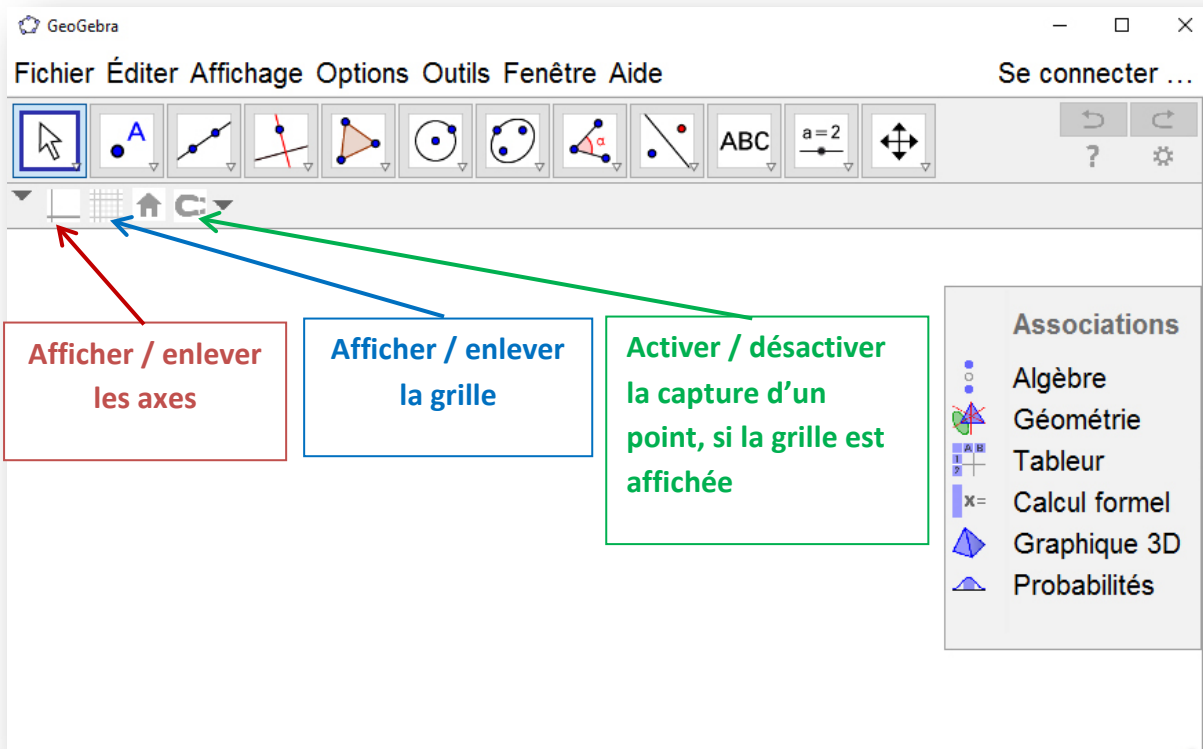 GeoGebra
Fichier Éditer Affichage Options Outils Fenêtre Aide Se connecter ...
A α ABC a=2 ?
Afficher / enlever
les axes
Afficher / enlever
la grille
Activer / désactiver
la capture d’un
point, si la grille est
affichée
Associations
Algèbre
Géométrie
A B
1
2
Tableur
x=
Calcul formel
Graphique 3D
Probabilités